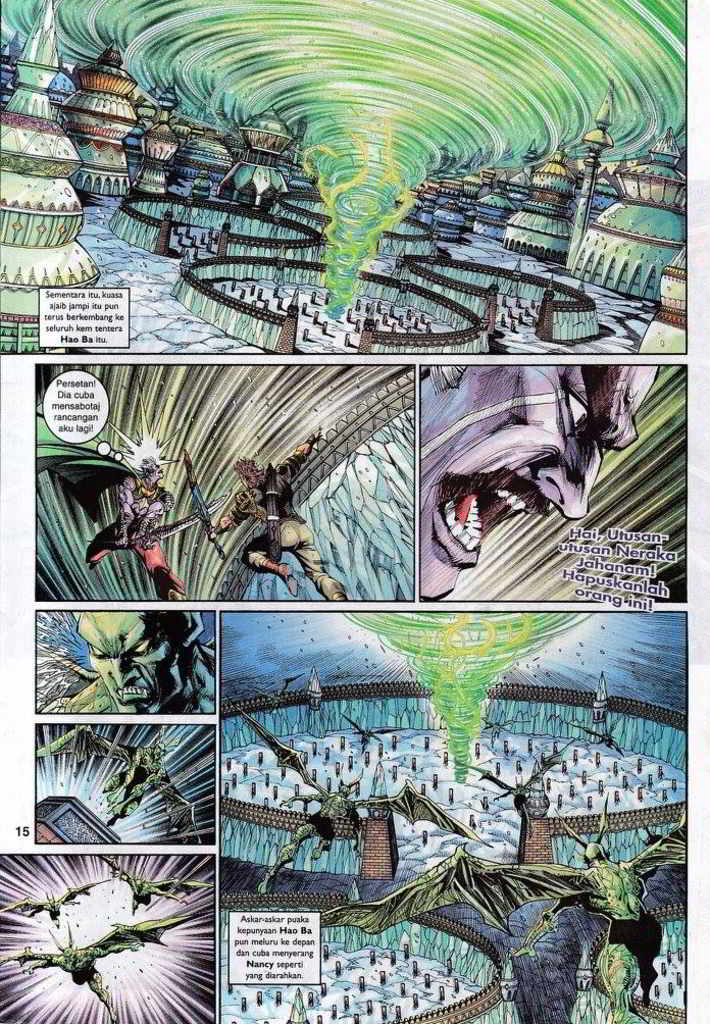 Sementara itu, kuasa
ajaib jampi itu pun
terus berkembang ke
seluruh kem tentera
Hao Ba itu.
Persetan!
Dia cuba
mensabotaj
rancangan
aku lagi!
Hai, Utusan-
utusan Neraka
Jahanam!
Hapuskanlah
orang ini!
15
Askar-askar puaka
kepunyaan Hao Ba
pun meluru ke depan
dan cuba menyerang
Nancy seperti
yang diarahkan.